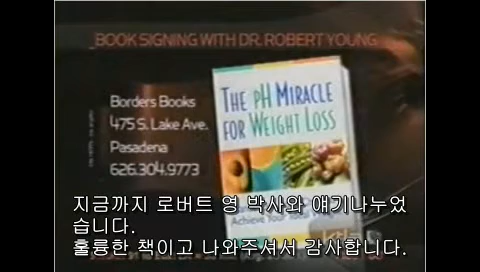 BOOK SIGNING WITH DR. ROBERT YOUNG
Borders Books
475 S. Lake Ave.
Pasadena
626.304.9773
THE pH MIRACLE
FOR WEIGHT LOSS
Achieve Your
지금까지 로버트 영 박사와 얘기나누었
습니다.
훌륭한 책이고 나와주셔서 감사합니다.